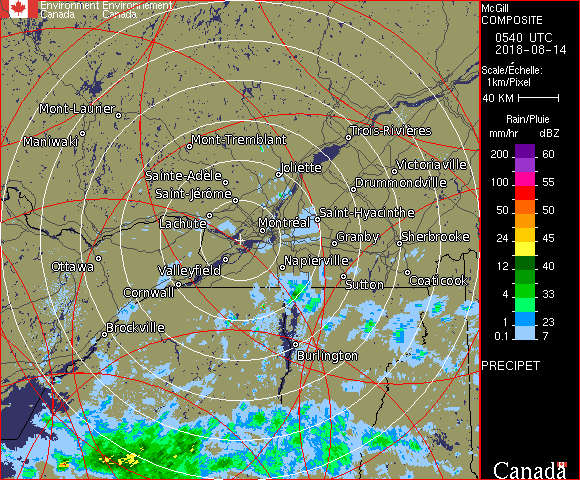 Environment Environnement
Canada Canada
McGill
COMPOSITE
0540 UTC
2018-08-14
Scale/Échelle:
1km/Pixel
40 KM
Rain/Pluie
mm/hr dBZ
200 60
150 57
100 55
50 50
24 45
12 40
4 33
1 23
0.1 7
PRECIPET
Canada
Mont-Laurier
Maniwaki
Mont-Tremblant
Trois-Rivières
Sainte-Adèle
Joliette
Victoriaville
Saint-Jérôme
Drummondville
Lachute
Montréal
Saint-Hyacinthe
Granby
Sherbrooke
Ottawa
Valleyfield
Napierville
Cornwall
Sutton
Coaticook
Brockville
Burlington